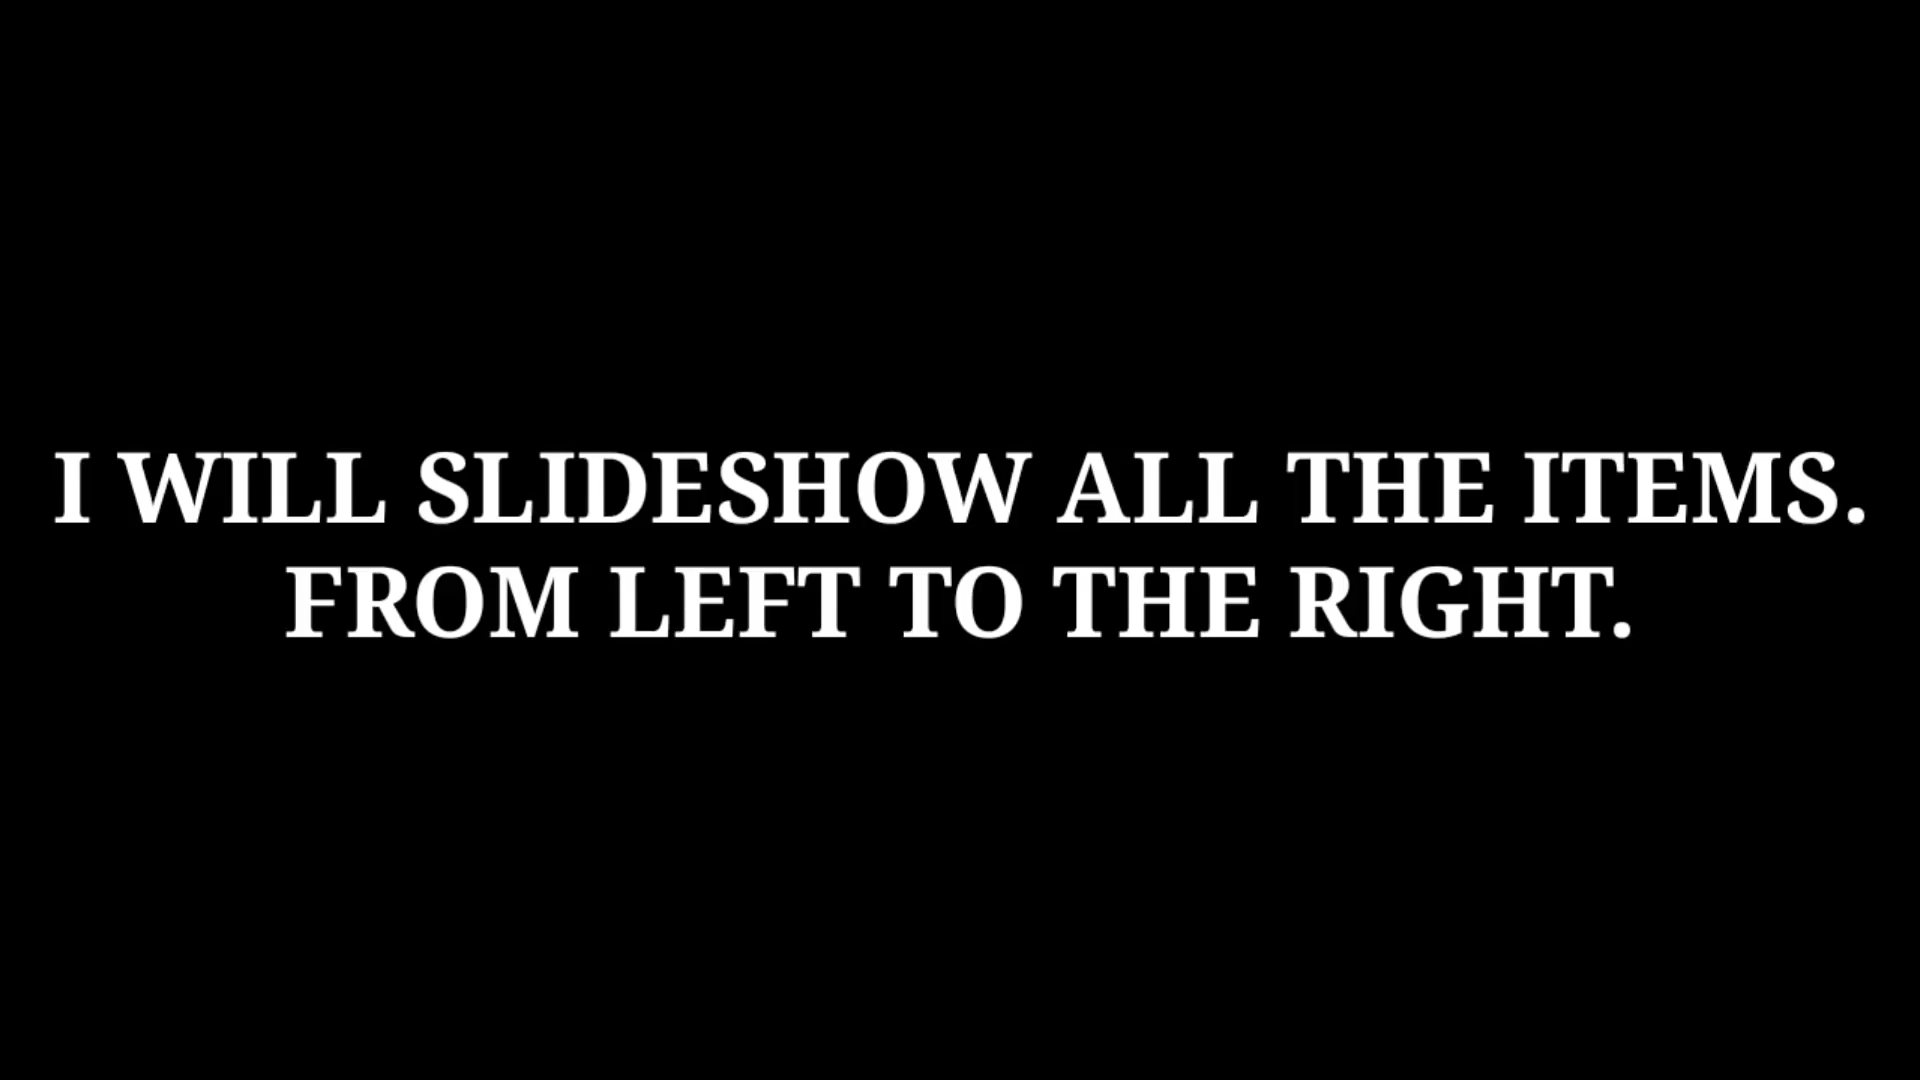 I WILL SLIDESHOW ALL THE ITEMS.
FROM LEFT TO THE RIGHT.